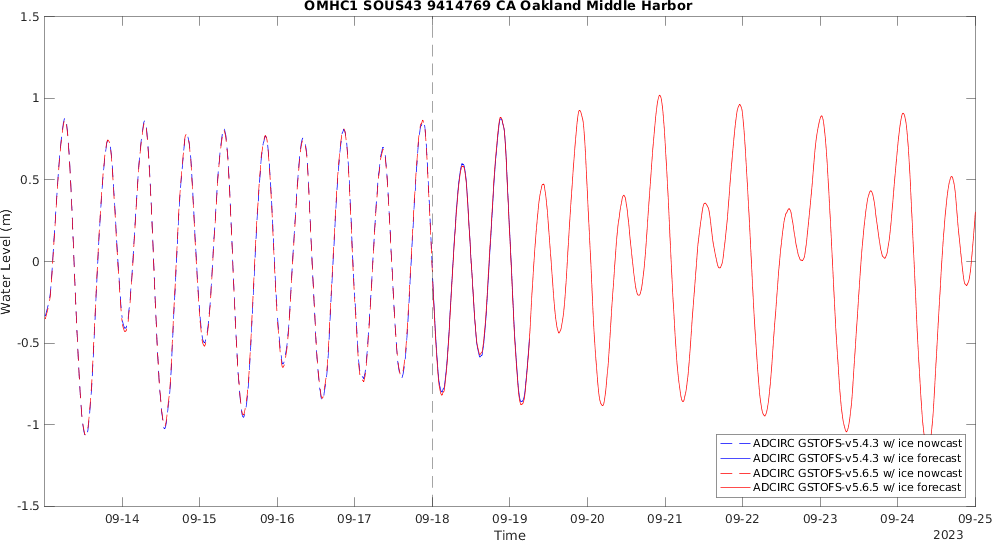 OMHC1 SOUS43 9414769 CA Oakland Middle Harbor
1.5
1
0.5
0
-0.5
-1
-1.5
Water Level (m)
ADCIRC GSTOFS-v5.4.3 w/ ice nowcast
ADCIRC GSTOFS-v5.4.3 w/ ice forecast
ADCIRC GSTOFS-v5.6.5 w/ ice nowcast
ADCIRC GSTOFS-v5.6.5 w/ ice forecast
09-14 09-15 09-16 09-17 09-18 09-19 09-20 09-21 09-22 09-23 09-24 09-25
Time
2023